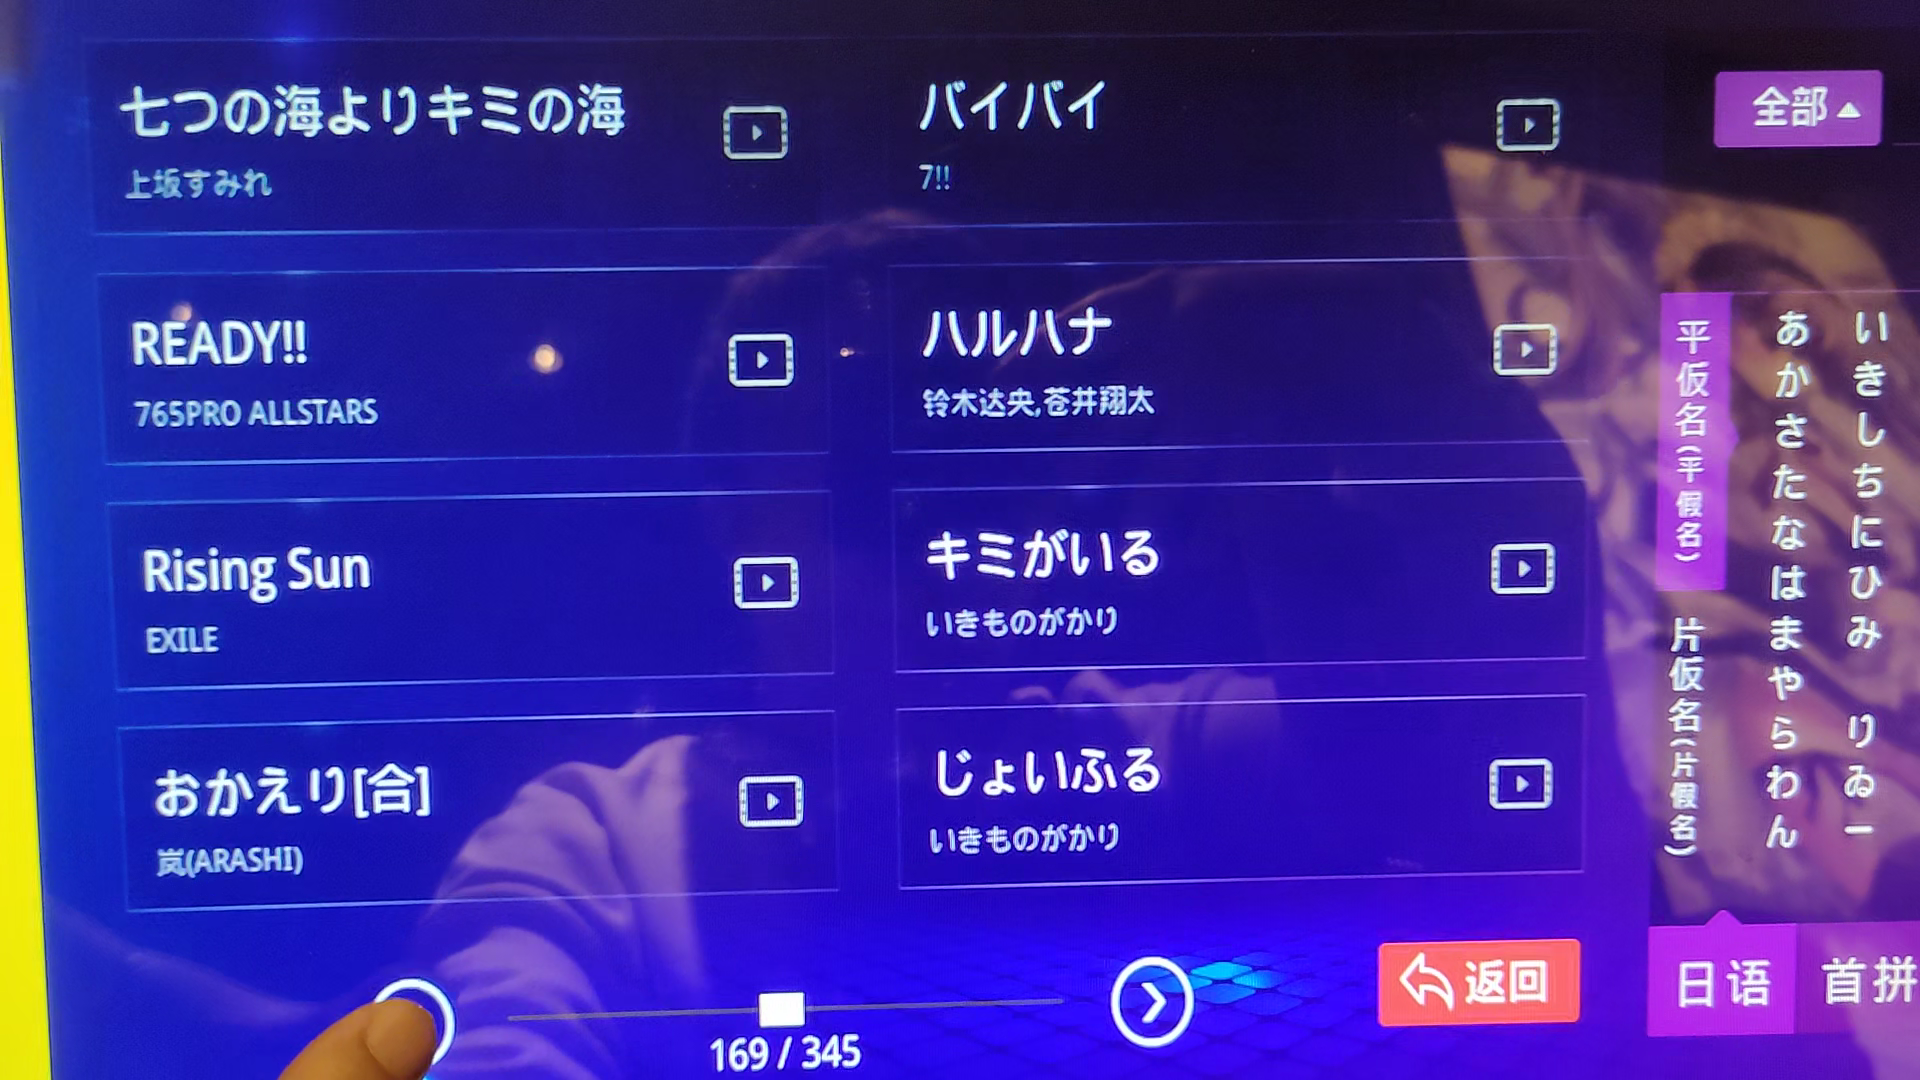 七つの海よりキミの海
上坂すみれ
バイバイ
7!!
READY!!
765PRO ALLSTARS
ハルハナ
铃木达央,苍井翔太
Rising Sun
EXILE
キミがいる
いきものがかり
おかえり[合]
岚(ARASHI)
じょいふる
いきものがかり
169 / 345
返回
全部
平仮名(平假名)
片仮名(片假名)
あかさたなはまやらわん
いきしちにひみ りゐー
日语
首拼